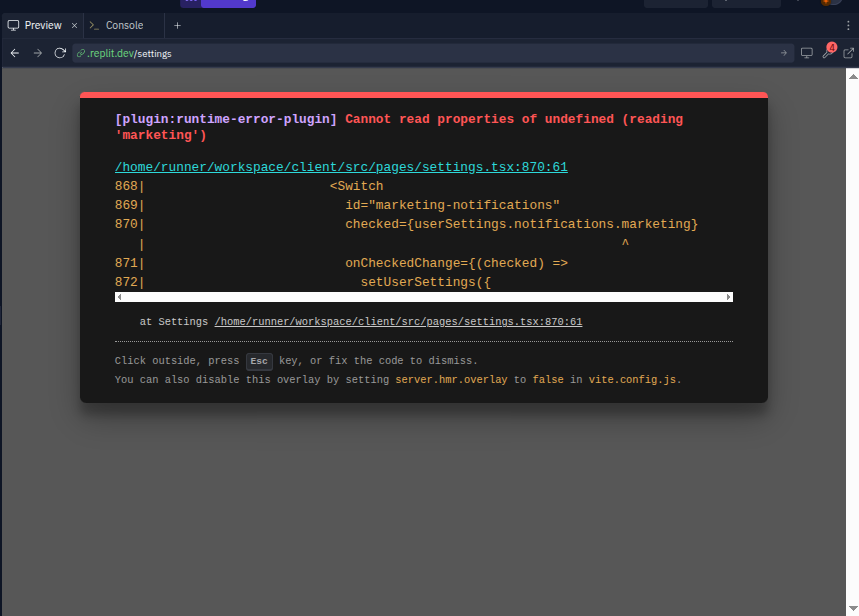 Preview × Console +
.replit.dev/settings
4
[plugin:runtime-error-plugin] Cannot read properties of undefined (reading
'marketing')
/home/runner/workspace/client/src/pages/settings.tsx:870:61
868|                        <Switch
869|                          id="marketing-notifications"
870|                          checked={userSettings.notifications.marketing}
   |                                                             ^
871|                          onCheckedChange={(checked) =>
872|                            setUserSettings({
at Settings /home/runner/workspace/client/src/pages/settings.tsx:870:61
Click outside, press Esc key, or fix the code to dismiss.
You can also disable this overlay by setting server.hmr.overlay to false in vite.config.js.